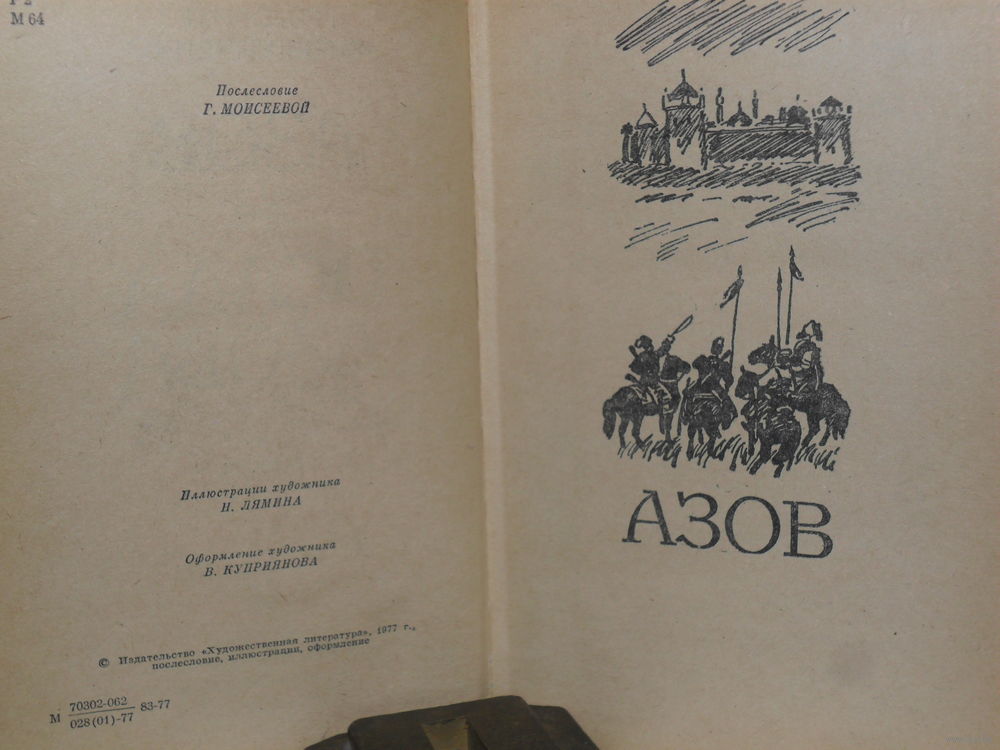 М 64
Послесловие
Г. МОИСЕЕВОЙ
Иллюстрации художника
Н. ЛЯМИНА
Оформление художника
В. КУПРИЯНОВА
© Издательство «Художественная литература», 1977 г.,
послесловие, иллюстрации, оформление
М 70302-062 83-77
028(01)-77
АЗОВ